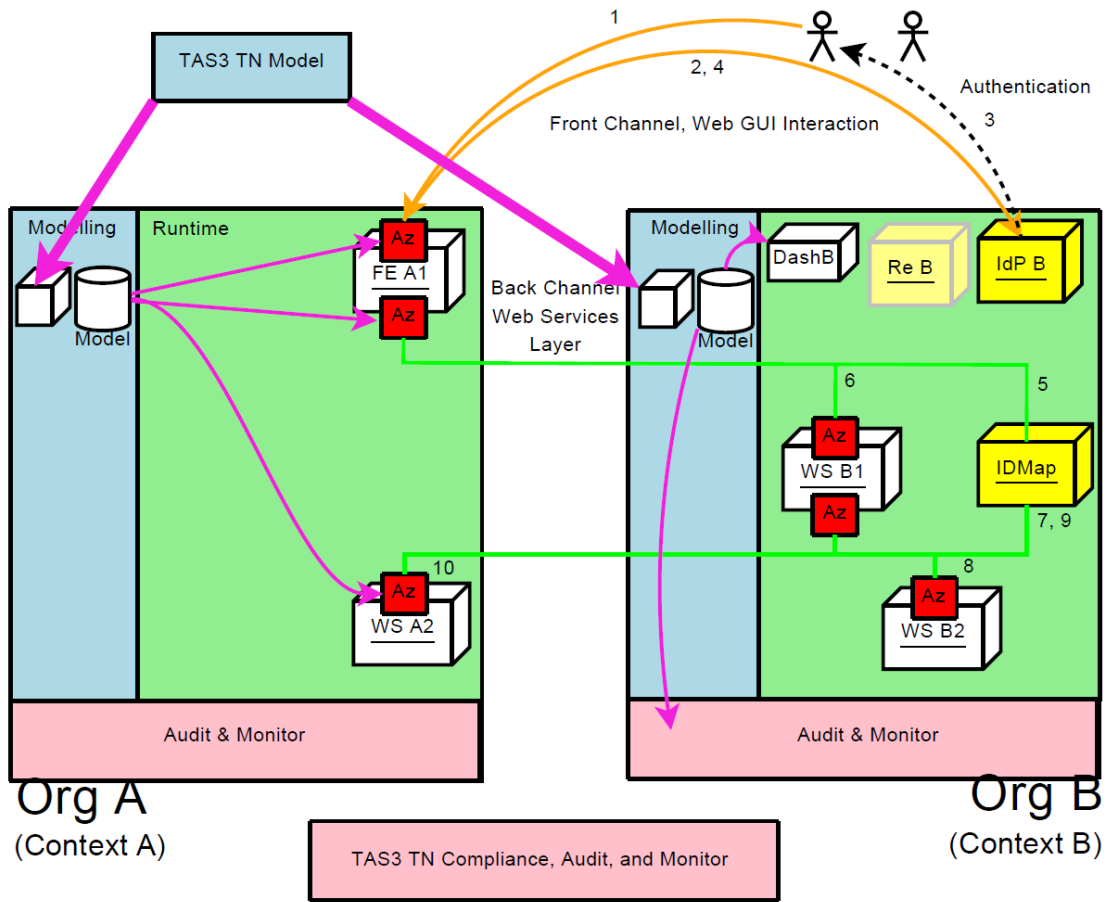 1
TAS3 TN Model
2, 4
Authentication
3
Front Channel, Web GUI Interaction
Modelling
Runtime
Az
FE A1
Az
Model
Back Channel
Web Services
Layer
Modelling
DashB
Re B
IdP B
Model
6
5
Az
WS B1
Az
IDMap
7, 9
10
8
Az
WS A2
Az
WS B2
Audit & Monitor
Audit & Monitor
Org A
(Context A)
Org B
(Context B)
TAS3 TN Compliance, Audit, and Monitor